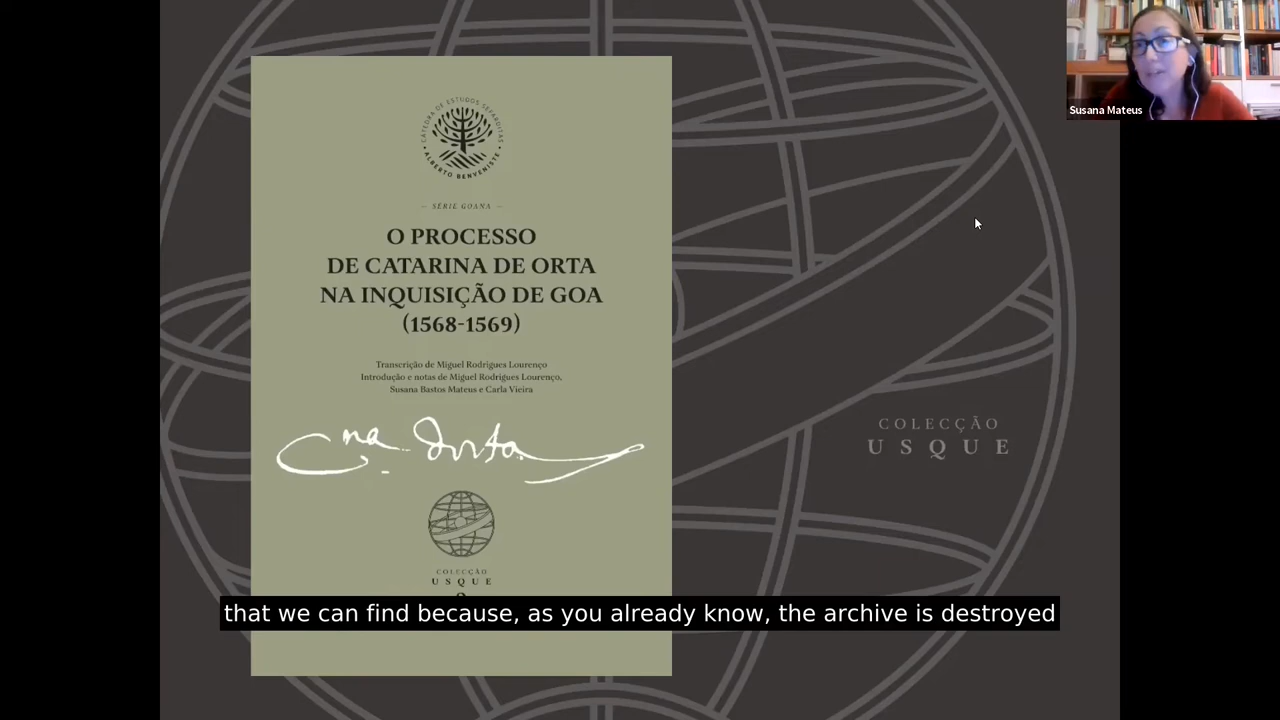 Susana Mateus
CÁTEDRA DE ESTUDOS SEFARDITAS
ALBERTO BENVENISTE
— SÉRIE GOANA —
O PROCESSO
DE CATARINA DE ORTA
NA INQUISIÇÃO DE GOA
(1568-1569)
Transcrição de Miguel Rodrigues Lourenço
Introdução e notas de Miguel Rodrigues Lourenço,
Susana Bastos Mateus e Carla Vieira
Cna dorta
COLECÇÃO
USQUE
COLECÇÃO
USQUE
that we can find because, as you already know, the archive is destroyed